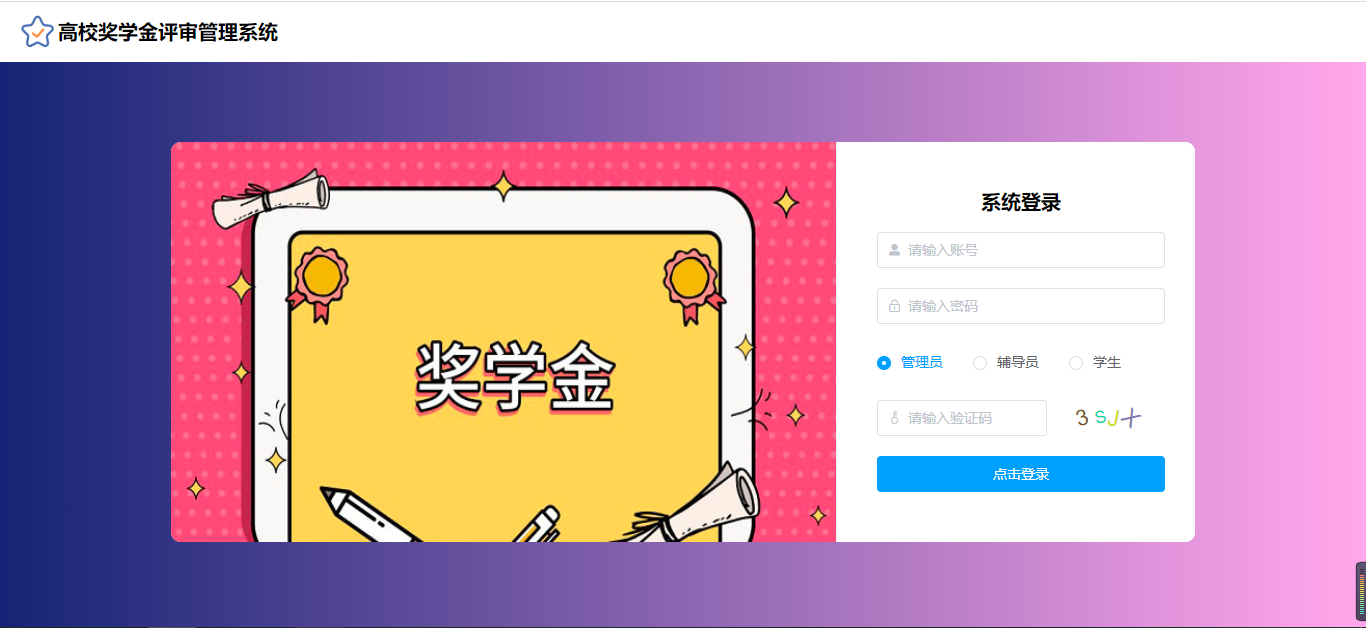 高校奖学金评审管理系统
奖学金
系统登录
请输入账号
请输入密码
管理员 辅导员 学生
请输入验证码 3 S J +
点击登录